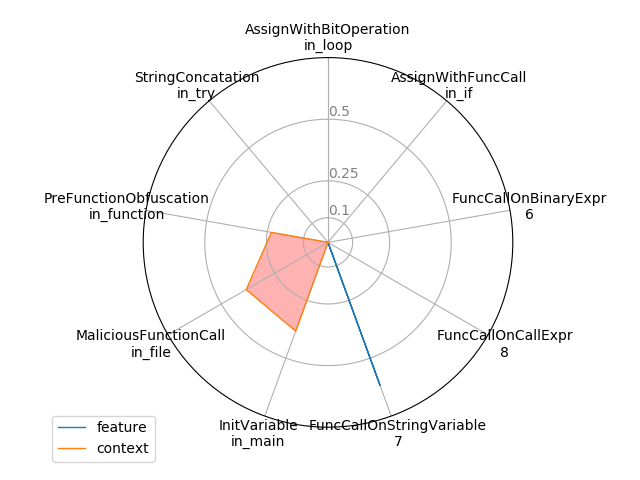 AssignWithBitOperation
in_loop
StringConcatation
in_try
AssignWithFuncCall
in_if
0.5
0.25
0.1
PreFunctionObfuscation
in_function
FuncCallOnBinaryExpr
6
MaliciousFunctionCall
in_file
FuncCallOnCallExpr
8
InitVariable
in_main
FuncCallOnStringVariable
7
feature
context